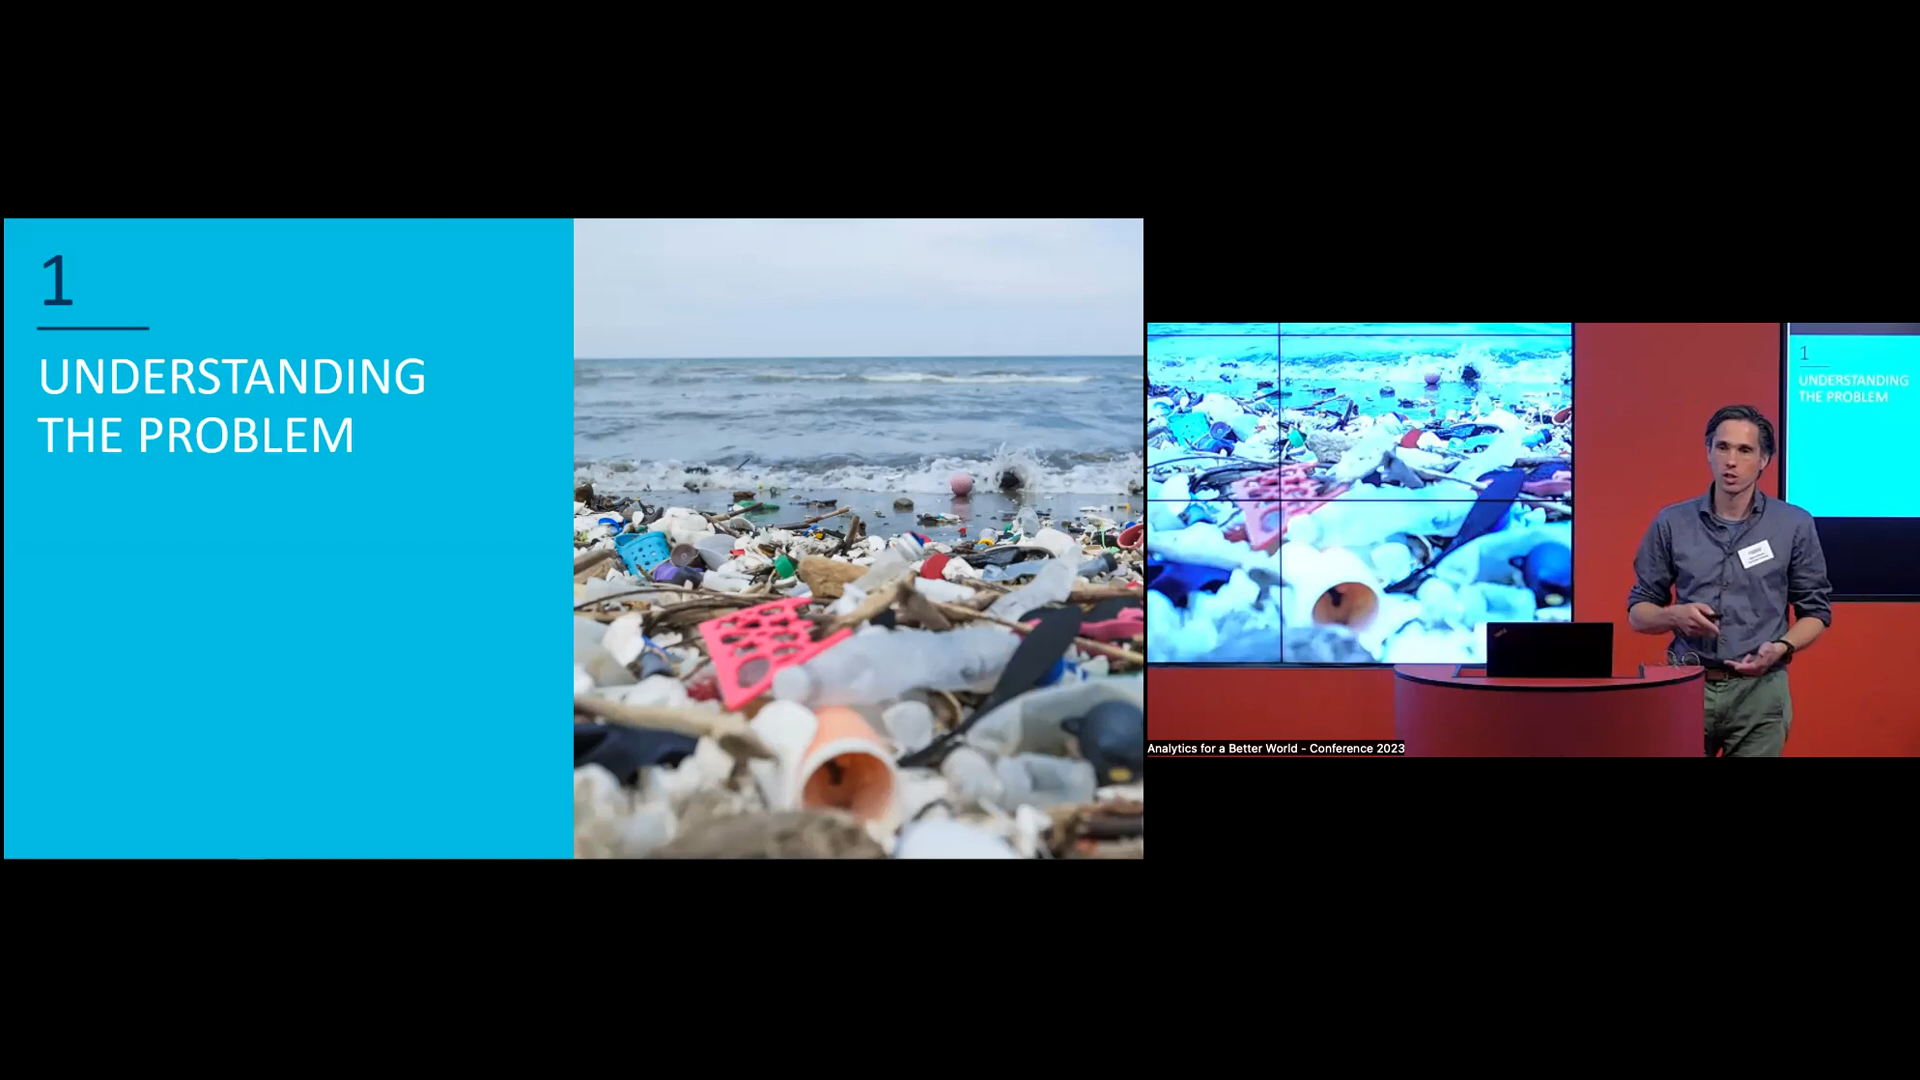 1
UNDERSTANDING
THE PROBLEM
1
UNDERSTANDING
THE PROBLEM
Analytics for a Better World - Conference 2023